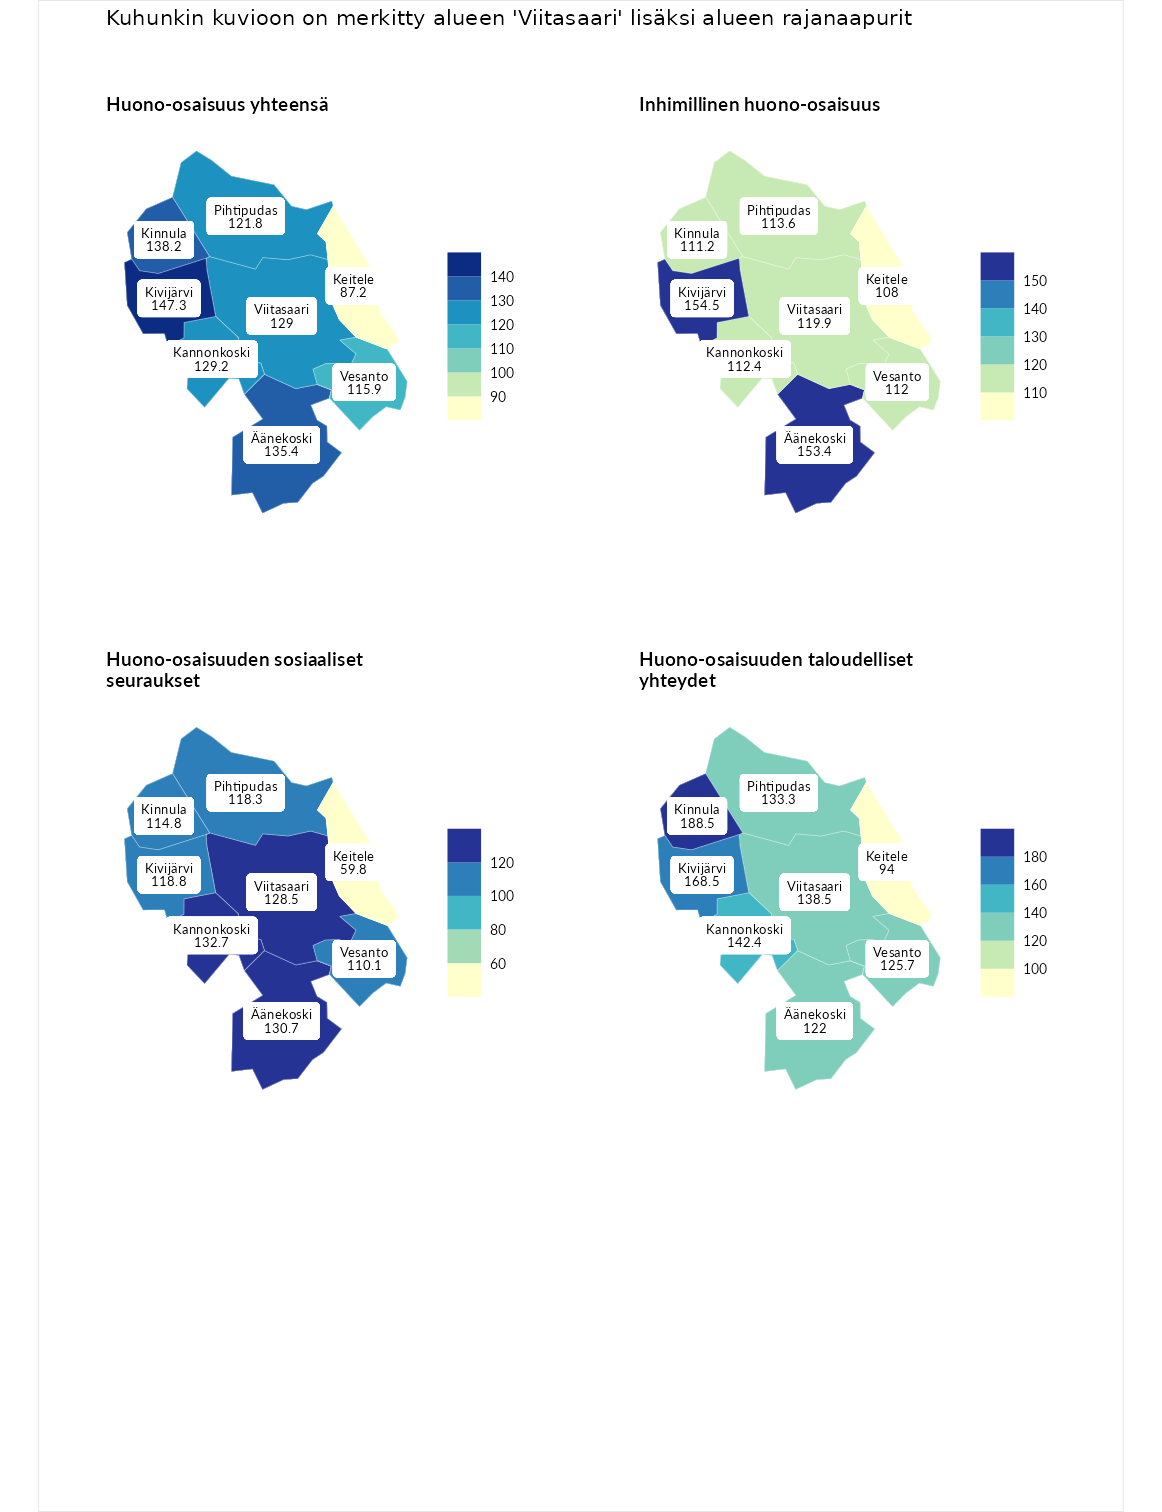 Kuhunkin kuvioon on merkitty alueen 'Viitasaari' lisäksi alueen rajanaapurit
Huono-osaisuus yhteensä
Pihtipudas
121.8
Kinnula
138.2
Keitele
87.2
Kivijärvi
147.3
Viitasaari
129
Kannonkoski
129.2
Vesanto
115.9
Äänekoski
135.4
140
130
120
110
100
90
Inhimillinen huono-osaisuus
Pihtipudas
113.6
Kinnula
111.2
Keitele
108
Kivijärvi
154.5
Viitasaari
119.9
Kannonkoski
112.4
Vesanto
112
Äänekoski
153.4
150
140
130
120
110
Huono-osaisuuden sosiaaliset
seuraukset
Pihtipudas
118.3
Kinnula
114.8
Keitele
59.8
Kivijärvi
118.8
Viitasaari
128.5
Kannonkoski
132.7
Vesanto
110.1
Äänekoski
130.7
120
100
80
60
Huono-osaisuuden taloudelliset
yhteydet
Pihtipudas
133.3
Kinnula
188.5
Keitele
94
Kivijärvi
168.5
Viitasaari
138.5
Kannonkoski
142.4
Vesanto
125.7
Äänekoski
122
180
160
140
120
100